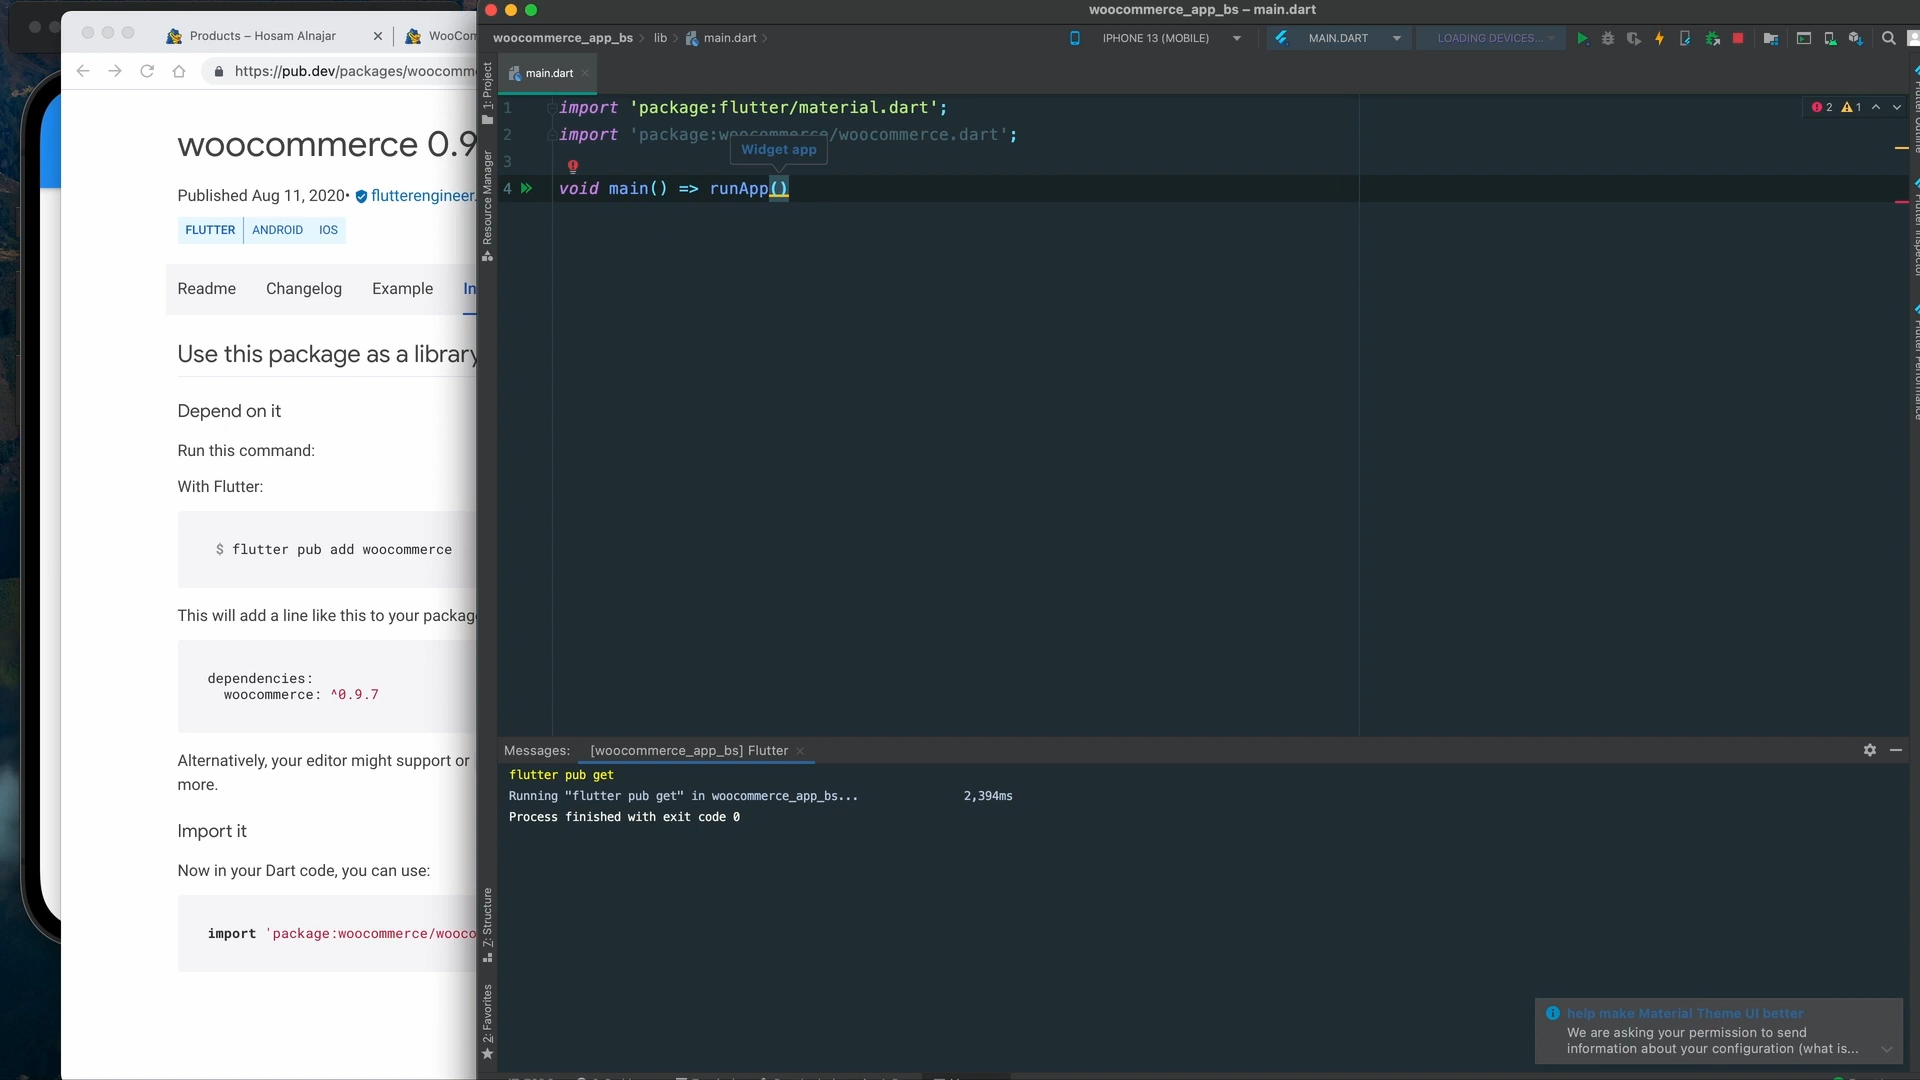 woocommerce_app_bs – main.dart
Products – Hosam Alnajar
WooCom
https://pub.dev/packages/woocomme
woocommerce 0.9
Published Aug 11, 2020• flutterengineer.
FLUTTER ANDROID IOS
Readme Changelog Example In
Use this package as a library
Depend on it
Run this command:
With Flutter:
$ flutter pub add woocommerce
This will add a line like this to your packag
dependencies:
woocommerce: ^0.9.7
Alternatively, your editor might support or
more.
Import it
Now in your Dart code, you can use:
import 'package:woocommerce/wooco
woocommerce_app_bs lib main.dart
IPHONE 13 (MOBILE) MAIN.DART LOADING DEVICES...
1: Project
Resource Manager
main.dart
1 import 'package:flutter/material.dart';
2 import 'package:woocommerce/woocommerce.dart';
Widget app
3
4 void main() => runApp()
2 1
Flutter Outline
Flutter Inspector
Flutter Performance
Messages: [woocommerce_app_bs] Flutter
flutter pub get
Running "flutter pub get" in woocommerce_app_bs... 2,394ms
Process finished with exit code 0
Z: Structure
2: Favorites
help make Material Theme UI better
We are asking your permission to send
information about your configuration (what is...